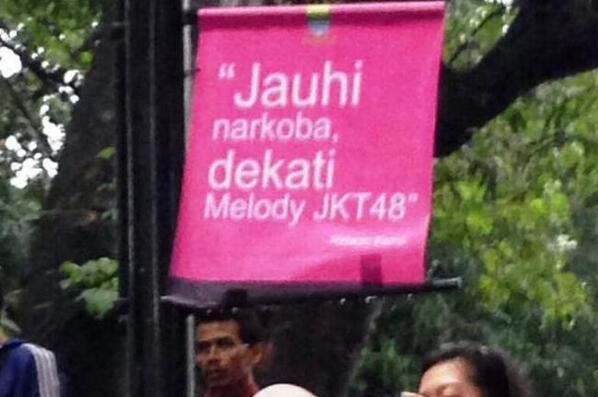 "Jauhi
narkoba,
dekati
Melody JKT48"